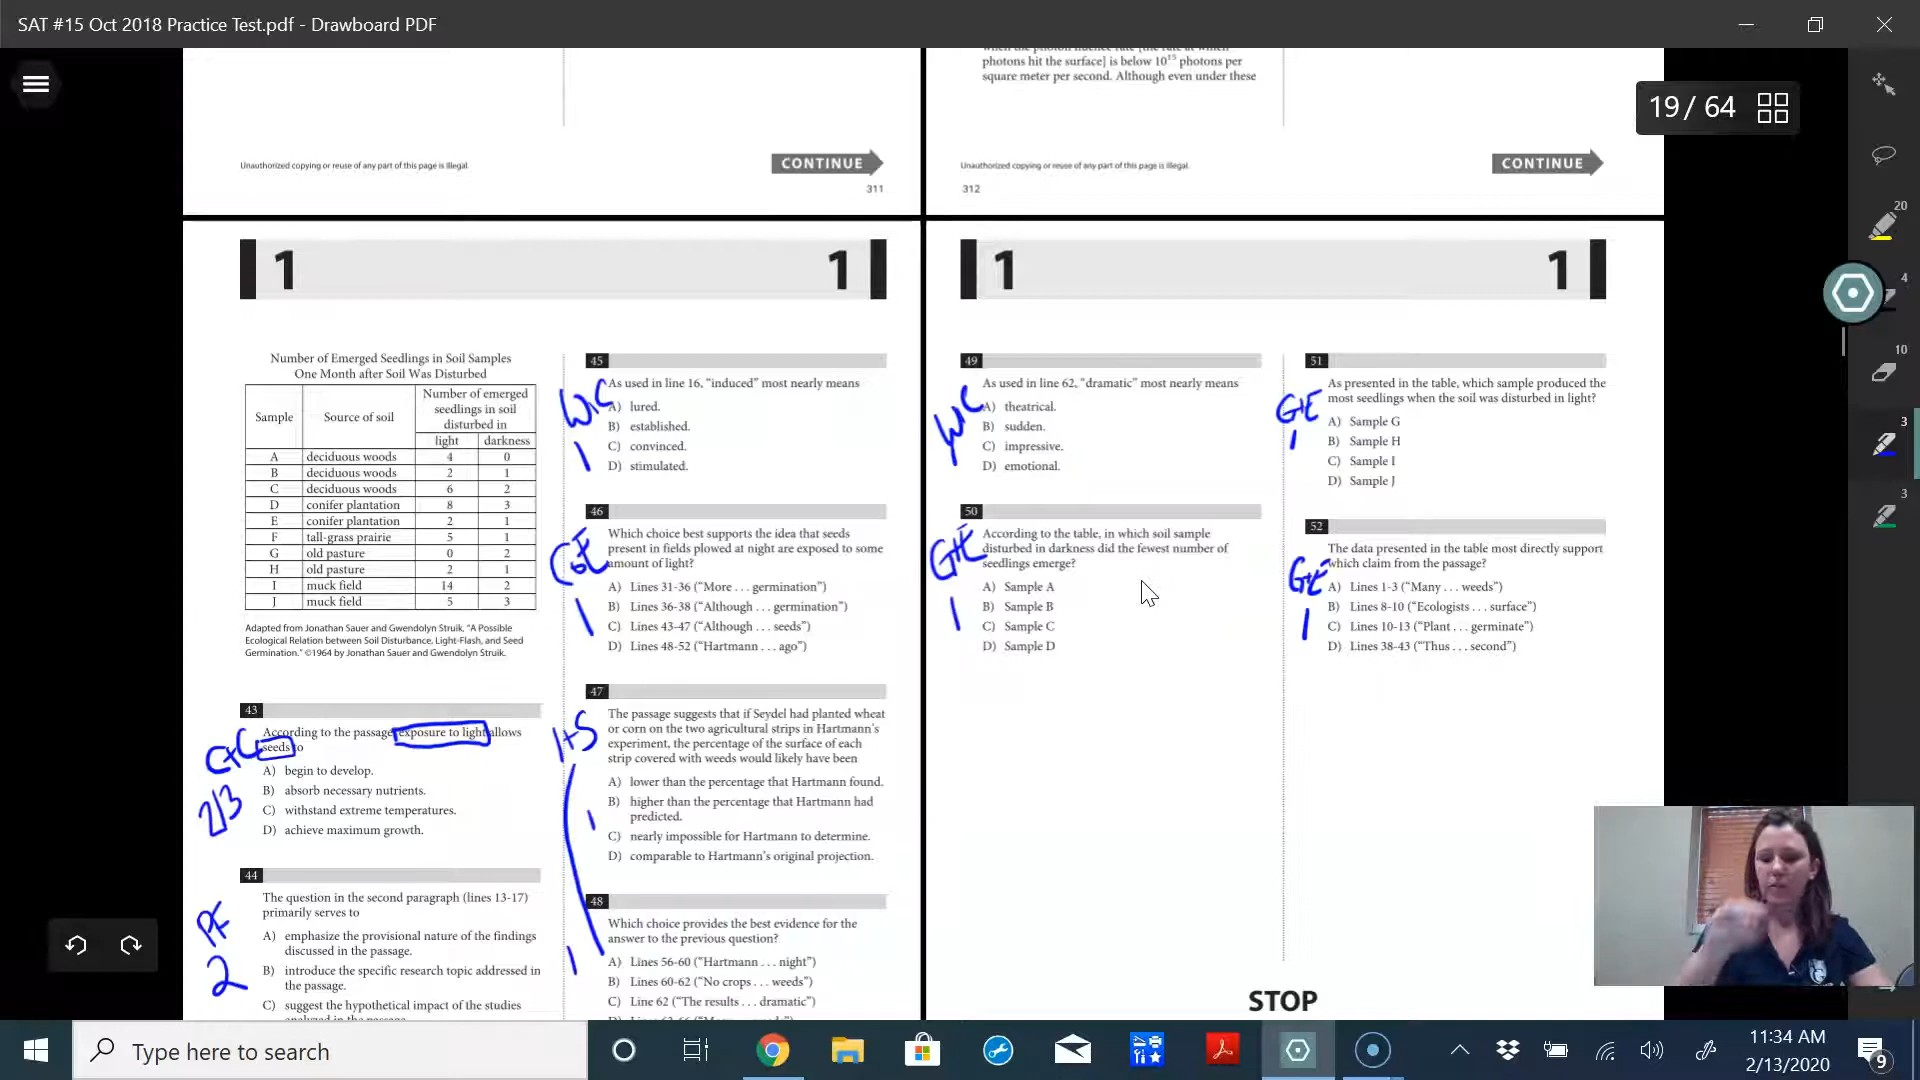 SAT #15 Oct 2018 Practice Test.pdf - Drawboard PDF
photons hit the surface] is below 10¹⁵ photons per
square meter per second. Although even under these
19 / 64
Unauthorized copying or reuse of any part of this page is illegal.
CONTINUE
311
Unauthorized copying or reuse of any part of this page is illegal.
CONTINUE
312
1
1
Number of Emerged Seedlings in Soil Samples
One Month after Soil Was Disturbed
Sample Source of soil Number of emerged seedlings in soil disturbed in
light darkness
A deciduous woods 4 0
B deciduous woods 2 1
C deciduous woods 6 2
D conifer plantation 8 3
E conifer plantation 2 1
F tall-grass prairie 5 1
G old pasture 0 2
H old pasture 2 1
I muck field 14 2
J muck field 5 3
Adapted from Jonathan Sauer and Gwendolyn Struik, “A Possible
Ecological Relation between Soil Disturbance, Light-Flash, and Seed
Germination.” ©1964 by Jonathan Sauer and Gwendolyn Struik.
43
According to the passage, exposure to light allows
seeds to
A) begin to develop.
B) absorb necessary nutrients.
C) withstand extreme temperatures.
D) achieve maximum growth.
2/3
44
The question in the second paragraph (lines 13-17)
primarily serves to
A) emphasize the provisional nature of the findings
discussed in the passage.
B) introduce the specific research topic addressed in
the passage.
C) suggest the hypothetical impact of the studies
analyzed in the passage.
PF
2
45
As used in line 16, “induced” most nearly means
A) lured.
B) established.
C) convinced.
D) stimulated.
WIC
1
46
Which choice best supports the idea that seeds
present in fields plowed at night are exposed to some
amount of light?
A) Lines 31-36 (“More . . . germination”)
B) Lines 36-38 (“Although . . . germination”)
C) Lines 43-47 (“Although . . . seeds”)
D) Lines 48-52 (“Hartmann . . . ago”)
COE
1
47
The passage suggests that if Seydel had planted wheat
or corn on the two agricultural strips in Hartmann’s
experiment, the percentage of the surface of each
strip covered with weeds would likely have been
A) lower than the percentage that Hartmann found.
B) higher than the percentage that Hartmann had
predicted.
C) nearly impossible for Hartmann to determine.
D) comparable to Hartmann’s original projection.
1+S
1
48
Which choice provides the best evidence for the
answer to the previous question?
A) Lines 56-60 (“Hartmann . . . night”)
B) Lines 60-62 (“No crops . . . weeds”)
C) Line 62 (“The results . . . dramatic”)
1
1
1
49
As used in line 62, “dramatic” most nearly means
A) theatrical.
B) sudden.
C) impressive.
D) emotional.
WIC
1
50
According to the table, in which soil sample
disturbed in darkness did the fewest number of
seedlings emerge?
A) Sample A
B) Sample B
C) Sample C
D) Sample D
G+E
1
51
As presented in the table, which sample produced the
most seedlings when the soil was disturbed in light?
A) Sample G
B) Sample H
C) Sample I
D) Sample J
G+E
1
52
The data presented in the table most directly support
which claim from the passage?
A) Lines 1-3 (“Many . . . weeds”)
B) Lines 8-10 (“Ecologists . . . surface”)
C) Lines 10-13 (“Plant . . . germinate”)
D) Lines 38-43 (“Thus . . . second”)
G+E
1
STOP
20
4
10
3
3
Type here to search
11:34 AM
2/13/2020
9